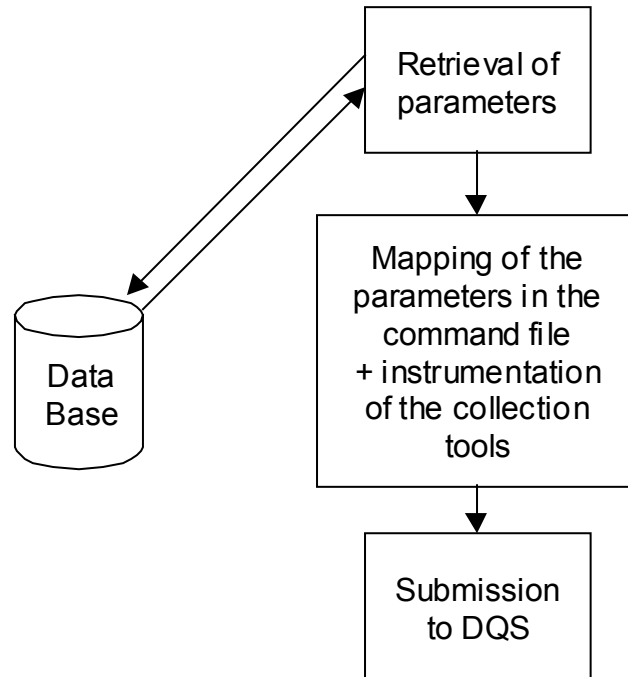 Retrieval of
parameters
Mapping of the
parameters in the
command file
+ instrumentation
of the collection
tools
Data
Base
Submission
to DQS